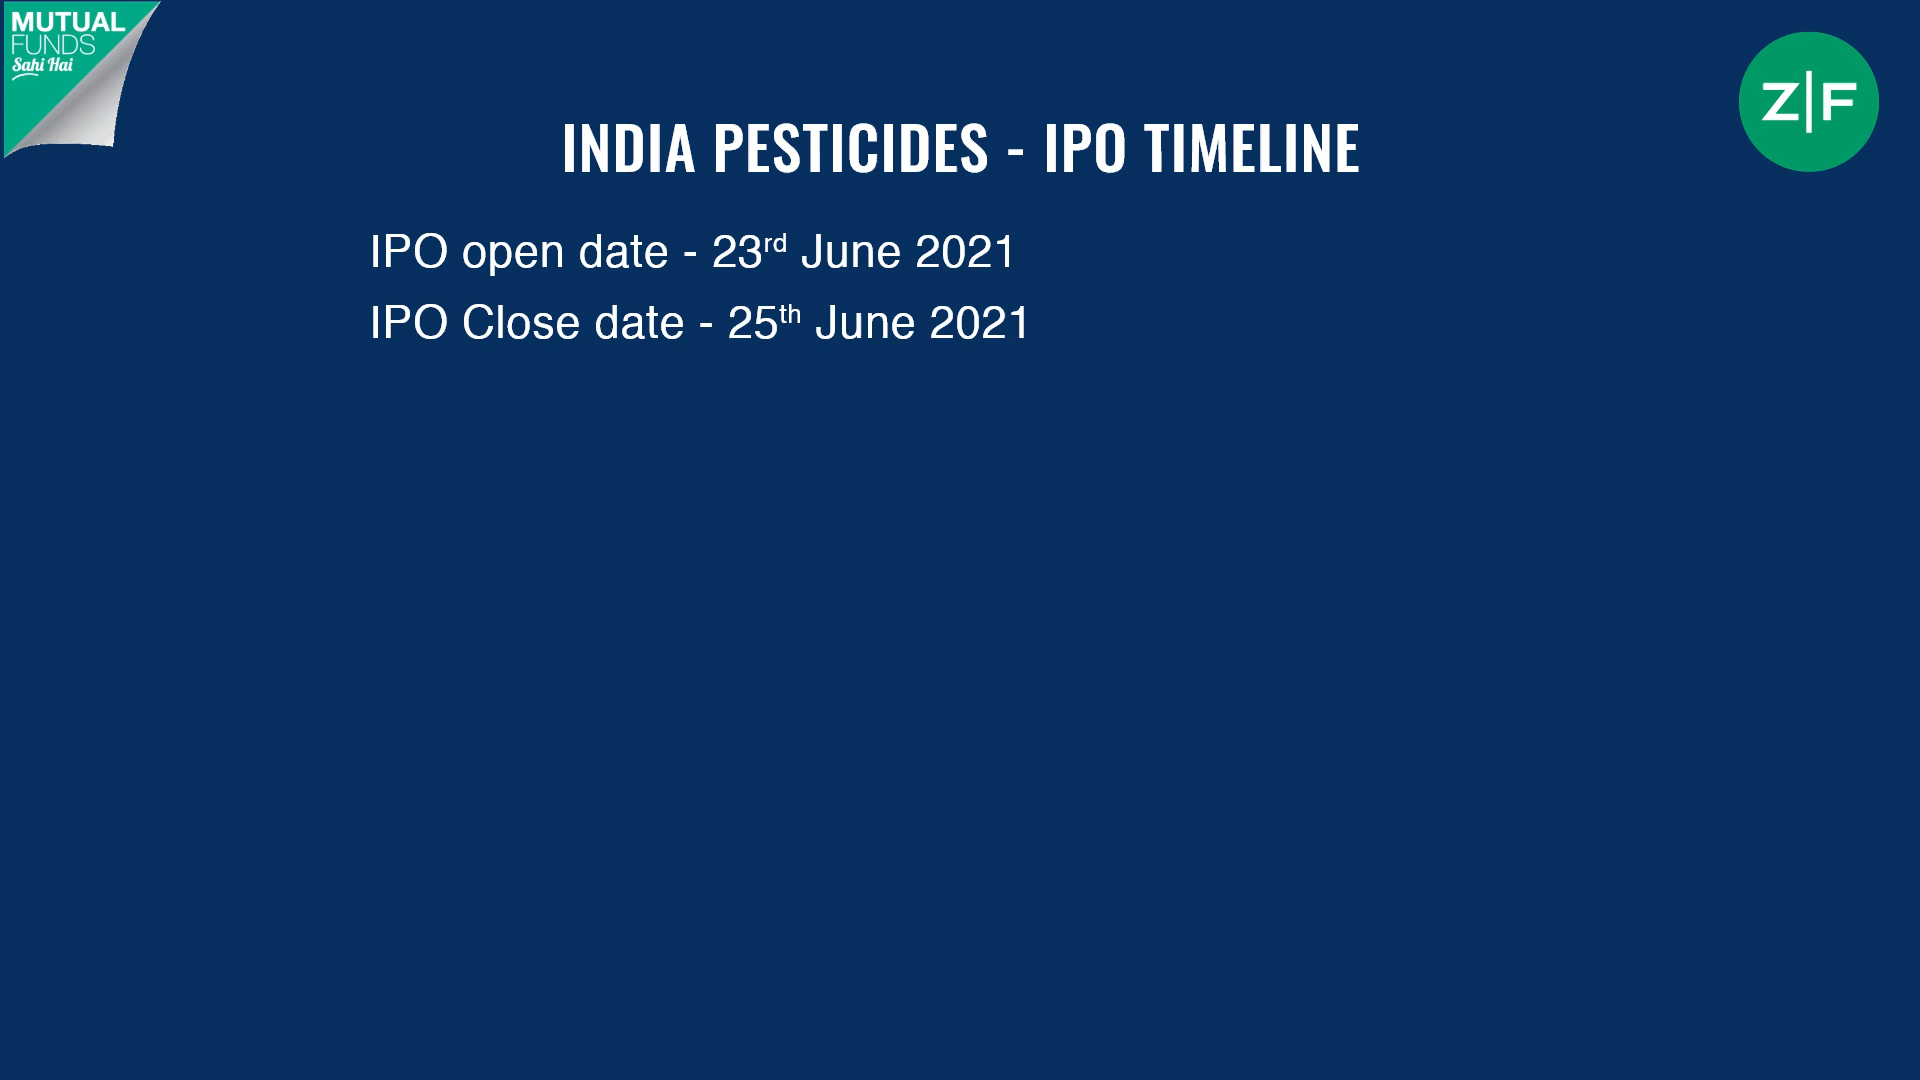 MUTUAL
FUNDS
Sahi Hai
Z|F
INDIA PESTICIDES - IPO TIMELINE
IPO open date - 23rd June 2021
IPO Close date - 25th June 2021